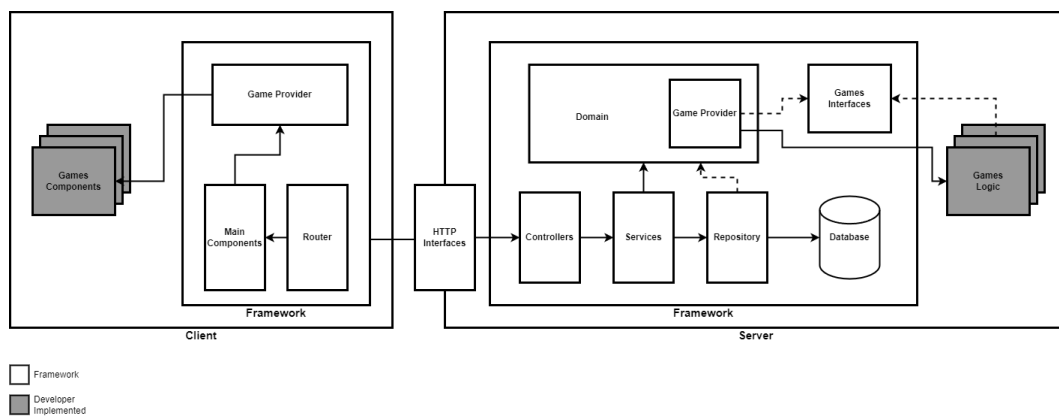 Game Provider
Games
Components
Main
Components
Router
Framework
Client
HTTP
Interfaces
Domain
Game Provider
Games
Interfaces
Games
Logic
Controllers
Services
Repository
Database
Framework
Server
Framework
Developer
Implemented